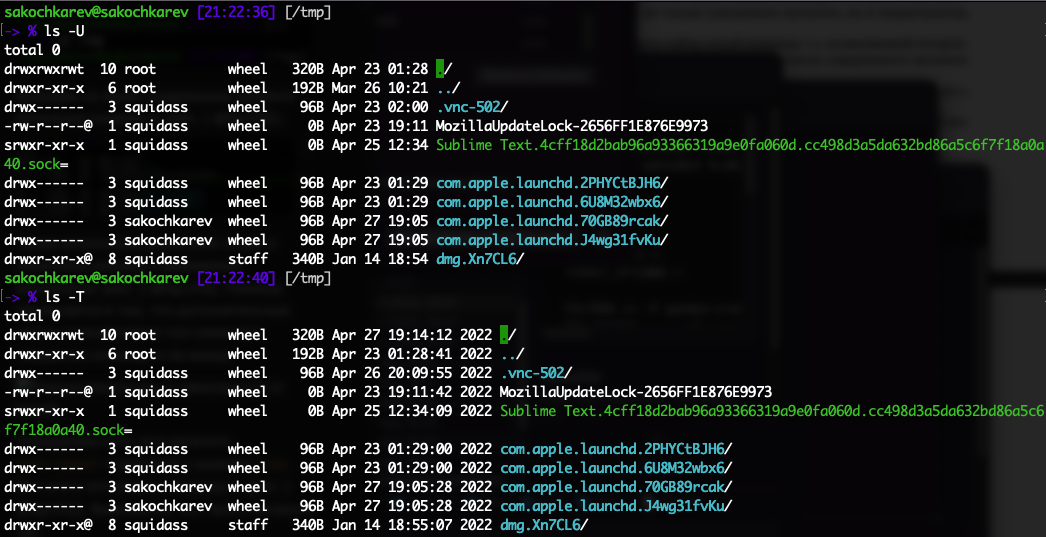 sakochkarev@sakochkarev [21:22:36] [/tmp]
[-> % ls -U
total 0
drwxrwxrwt  10 root         wheel   320B Apr 23 01:28 ./
drwxr-xr-x   6 root         wheel   192B Mar 26 10:21 ../
drwx------   3 squidass     wheel    96B Apr 23 02:00 .vnc-502/
-rw-r--r--@  1 squidass     wheel     0B Apr 23 19:11 MozillaUpdateLock-2656FF1E876E9973
srwxr-xr-x   1 squidass     wheel     0B Apr 25 12:34 Sublime Text.4cff18d2bab96a93366319a9e0fa060d.cc498d3a5da632bd86a5c6f7f18a0a
40.sock=
drwx------   3 squidass     wheel    96B Apr 23 01:29 com.apple.launchd.2PHYCtBJH6/
drwx------   3 squidass     wheel    96B Apr 23 01:29 com.apple.launchd.6U8M32wbx6/
drwx------   3 sakochkarev  wheel    96B Apr 27 19:05 com.apple.launchd.70GB89rcak/
drwx------   3 sakochkarev  wheel    96B Apr 27 19:05 com.apple.launchd.J4wg31fvKu/
drwxr-xr-x@  8 squidass     staff   340B Jan 14 18:54 dmg.Xn7CL6/
sakochkarev@sakochkarev [21:22:40] [/tmp]
[-> % ls -T
total 0
drwxrwxrwt  10 root         wheel   320B Apr 27 19:14:12 2022 ./
drwxr-xr-x   6 root         wheel   192B Apr 23 01:28:41 2022 ../
drwx------   3 squidass     wheel    96B Apr 26 20:09:55 2022 .vnc-502/
-rw-r--r--@  1 squidass     wheel     0B Apr 23 19:11:42 2022 MozillaUpdateLock-2656FF1E876E9973
srwxr-xr-x   1 squidass     wheel     0B Apr 25 12:34:09 2022 Sublime Text.4cff18d2bab96a93366319a9e0fa060d.cc498d3a5da632bd86a5c6
f7f18a0a40.sock=
drwx------   3 squidass     wheel    96B Apr 23 01:29:00 2022 com.apple.launchd.2PHYCtBJH6/
drwx------   3 squidass     wheel    96B Apr 23 01:29:00 2022 com.apple.launchd.6U8M32wbx6/
drwx------   3 sakochkarev  wheel    96B Apr 27 19:05:28 2022 com.apple.launchd.70GB89rcak/
drwx------   3 sakochkarev  wheel    96B Apr 27 19:05:28 2022 com.apple.launchd.J4wg31fvKu/
drwxr-xr-x@  8 squidass     staff   340B Jan 14 18:55:07 2022 dmg.Xn7CL6/